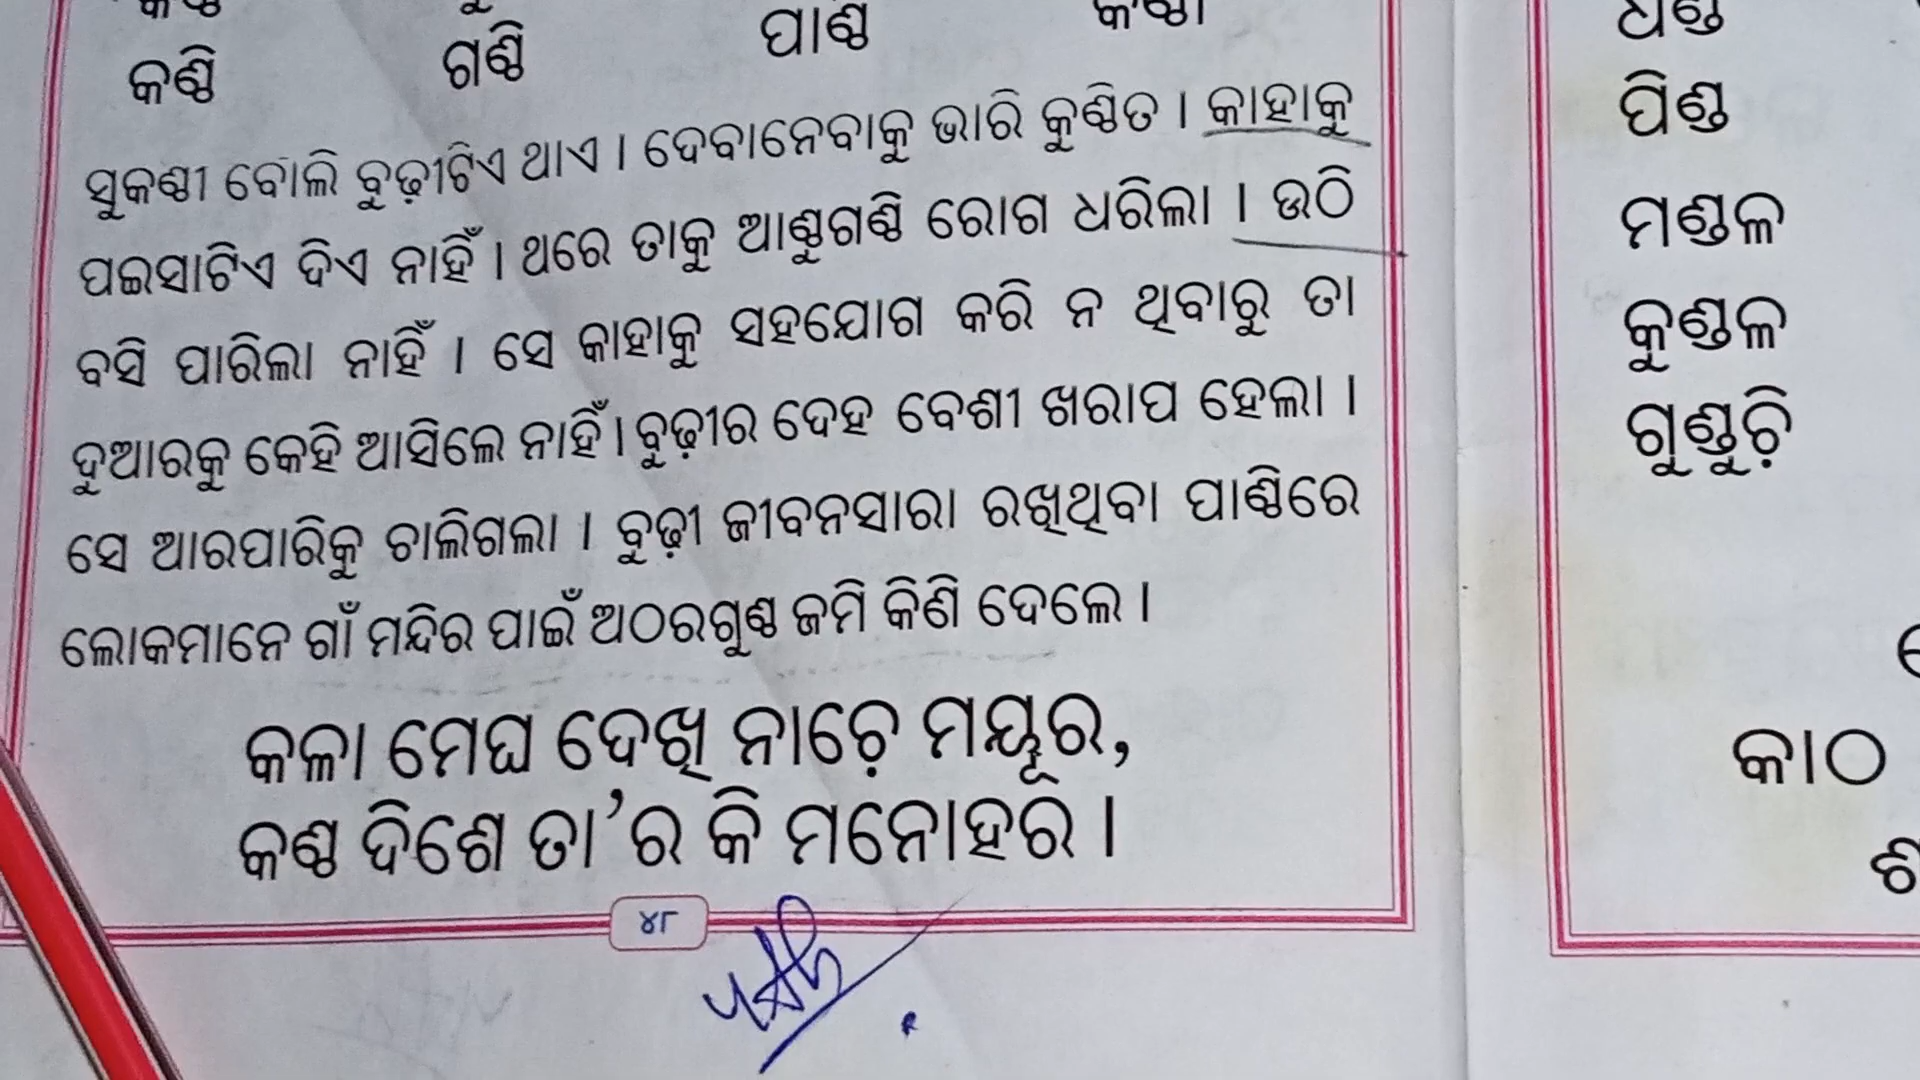 କଣ୍ଠି ଗଣ୍ଠି ପାଣ୍ଠି
ସୁକଣ୍ଠୀ ବୋଲି ବୁଢ଼ୀଟିଏ ଥାଏ । ଦେବାନେବାକୁ ଭାରି କୁଣ୍ଠିତ । କାହାକୁ
ପଇସାଟିଏ ଦିଏ ନାହିଁ । ଥରେ ତାକୁ ଆଣ୍ଠୁଗଣ୍ଠି ରୋଗ ଧରିଲା । ଉଠି
ବସି ପାରିଲା ନାହିଁ । ସେ କାହାକୁ ସହଯୋଗ କରି ନ ଥିବାରୁ ତା
ଦୁଆରକୁ କେହି ଆସିଲେ ନାହିଁ । ବୁଢ଼ୀର ଦେହ ବେଶୀ ଖରାପ ହେଲା ।
ସେ ଆରପାରିକୁ ଚାଲିଗଲା । ବୁଢ଼ୀ ଜୀବନସାରା ରଖିଥିବା ପାଣ୍ଠିରେ
ଲୋକମାନେ ଗାଁ ମନ୍ଦିର ପାଇଁ ଅଠରଗୁଣ୍ଠ ଜମି କିଣି ଦେଲେ ।
କଳା ମେଘ ଦେଖି ନାଚେ଼ ମୟୂର,
କଣ୍ଠ ଦିଶେ ତା'ର କି ମନୋହର ।
୪୮
ପିଣ୍ଡ
ମଣ୍ଡଳ
କୁଣ୍ଡଳ
ଗୁଣ୍ଡୁଚ଼ି
କାଠ